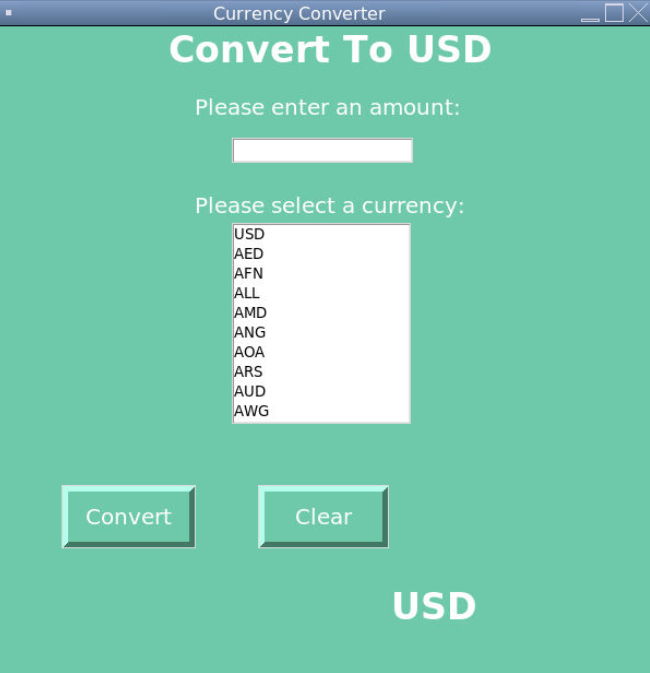 Currency Converter
Convert To USD
Please enter an amount:
Please select a currency:
USD
AED
AFN
ALL
AMD
ANG
AOA
ARS
AUD
AWG
Convert Clear
USD